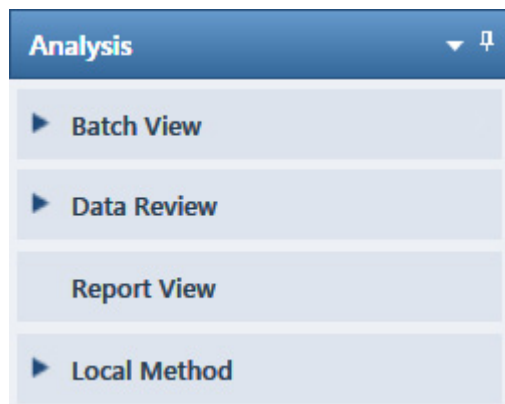 Analysis
Batch View
Data Review
Report View
Local Method